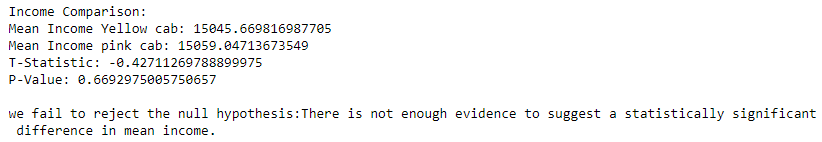 Income Comparison:
Mean Income Yellow cab: 15045.669816987705
Mean Income pink cab: 15059.04713673549
T-Statistic: -0.42711269788899975
P-Value: 0.6692975005750657
we fail to reject the null hypothesis:There is not enough evidence to suggest a statistically significant
difference in mean income.